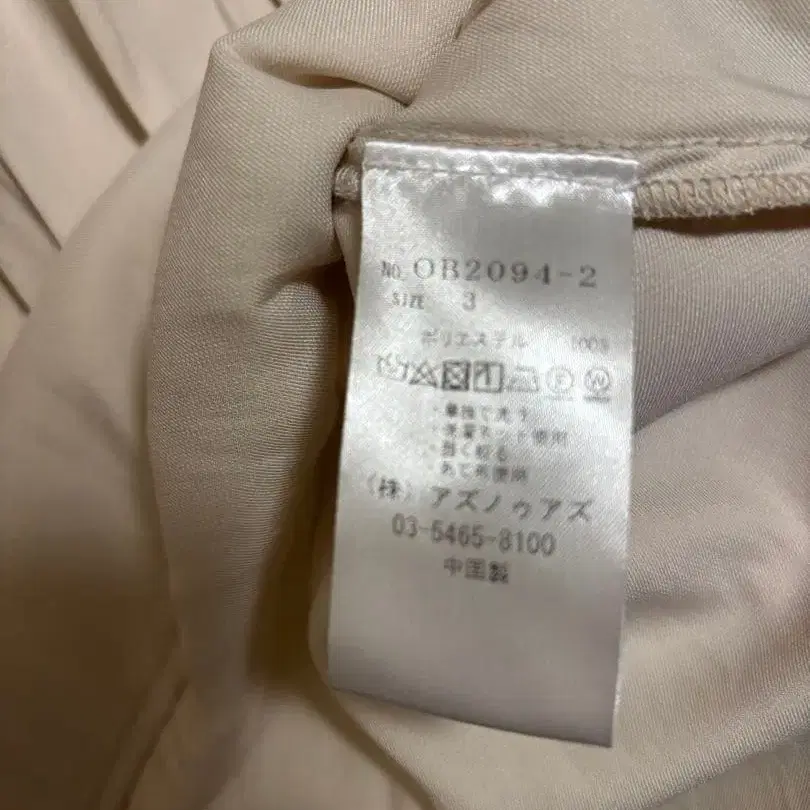 NO. OB2094-2
SIZE 3
ポリエステル 100%
F W
・単独で洗う
・洗濯ネット使用
・弱く絞る
・あて布使用
(株) アズノゥアズ
03-5465-8100
中国製